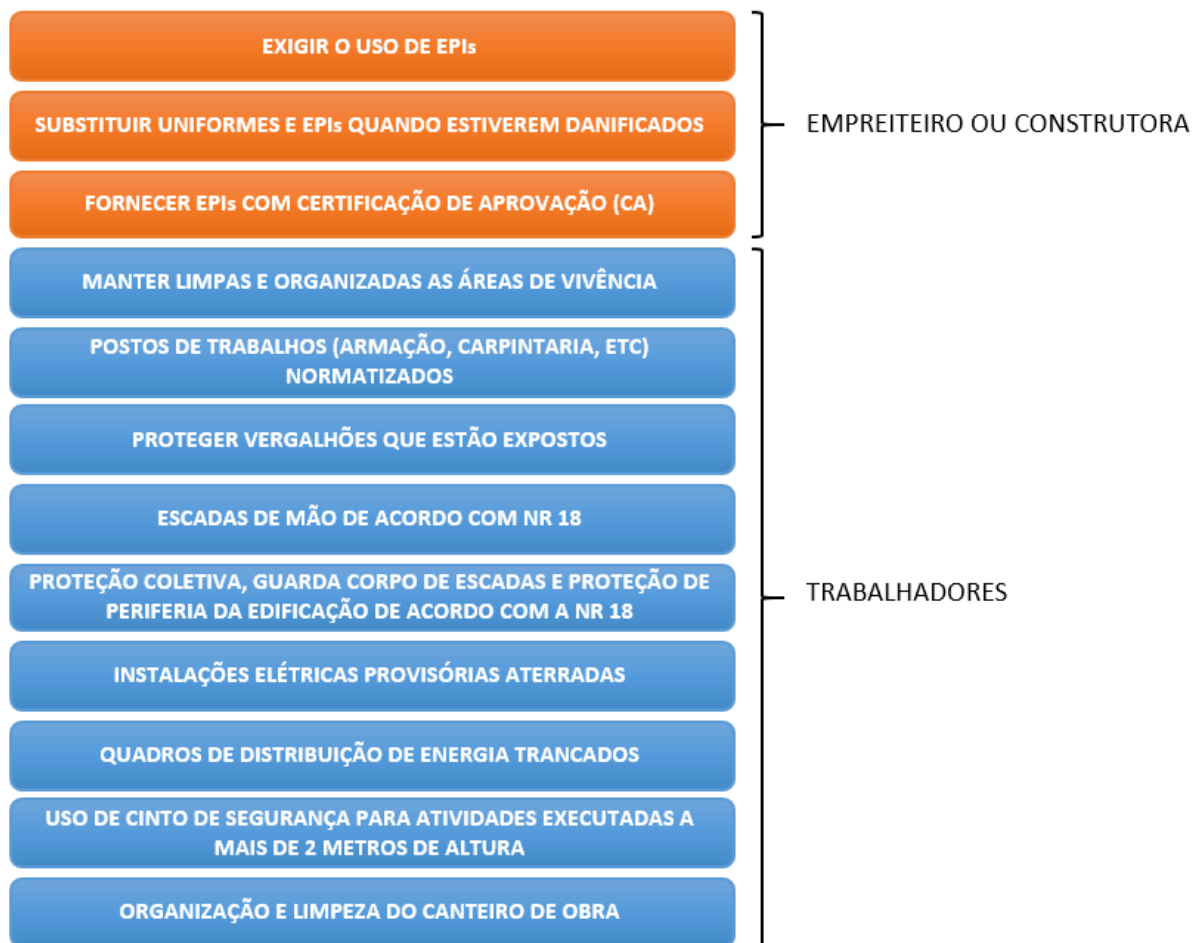 EXIGIR O USO DE EPIs
SUBSTITUIR UNIFORMES E EPIs QUANDO ESTIVEREM DANIFICADOS
FORNECER EPIs COM CERTIFICAÇÃO DE APROVAÇÃO (CA)
EMPREITEIRO OU CONSTRUTORA
MANTER LIMPAS E ORGANIZADAS AS ÁREAS DE VIVÊNCIA
POSTOS DE TRABALHOS (ARMAÇÃO, CARPINTARIA, ETC)
NORMATIZADOS
PROTEGER VERGALHÕES QUE ESTÃO EXPOSTOS
ESCADAS DE MÃO DE ACORDO COM NR 18
PROTEÇÃO COLETIVA, GUARDA CORPO DE ESCADAS E PROTEÇÃO DE
PERIFERIA DA EDIFICAÇÃO DE ACORDO COM A NR 18
INSTALAÇÕES ELÉTRICAS PROVISÓRIAS ATERRADAS
QUADROS DE DISTRIBUIÇÃO DE ENERGIA TRANCADOS
USO DE CINTO DE SEGURANÇA PARA ATIVIDADES EXECUTADAS A
MAIS DE 2 METROS DE ALTURA
ORGANIZAÇÃO E LIMPEZA DO CANTEIRO DE OBRA
TRABALHADORES